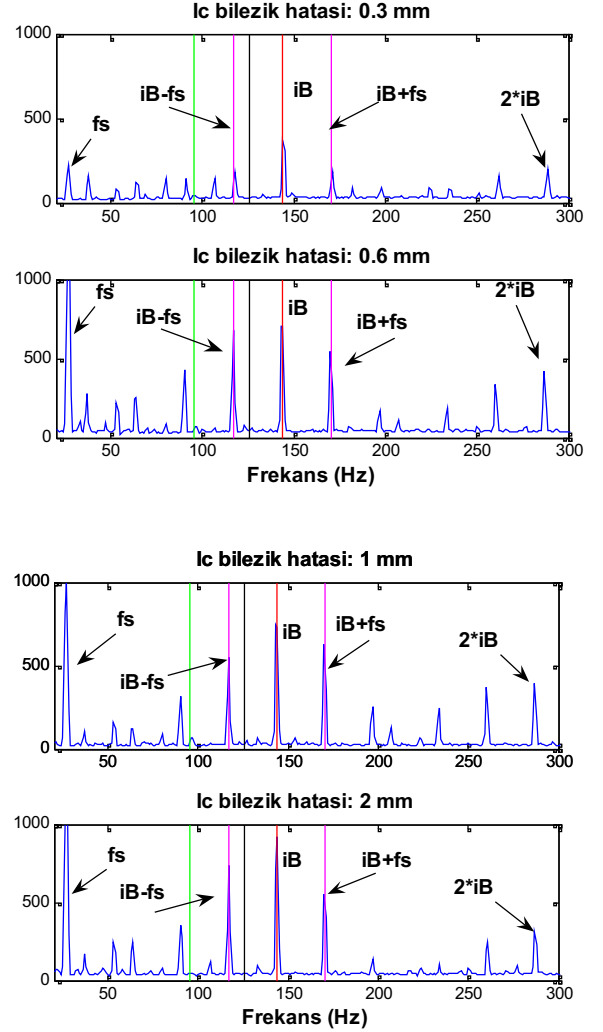 Ic bilezik hatasi: 0.3 mm
1000
500
0
fs
iB-fs
iB
iB+fs
2*iB
50 100 150 200 250 300
Ic bilezik hatasi: 0.6 mm
1000
500
0
fs
iB-fs
iB
iB+fs
2*iB
50 100 150 200 250 300
Frekans (Hz)
Ic bilezik hatasi: 1 mm
1000
500
0
fs
iB-fs
iB
iB+fs
2*iB
50 100 150 200 250 300
Ic bilezik hatasi: 2 mm
1000
500
0
fs
iB-fs
iB
iB+fs
2*iB
50 100 150 200 250 300
Frekans (Hz)